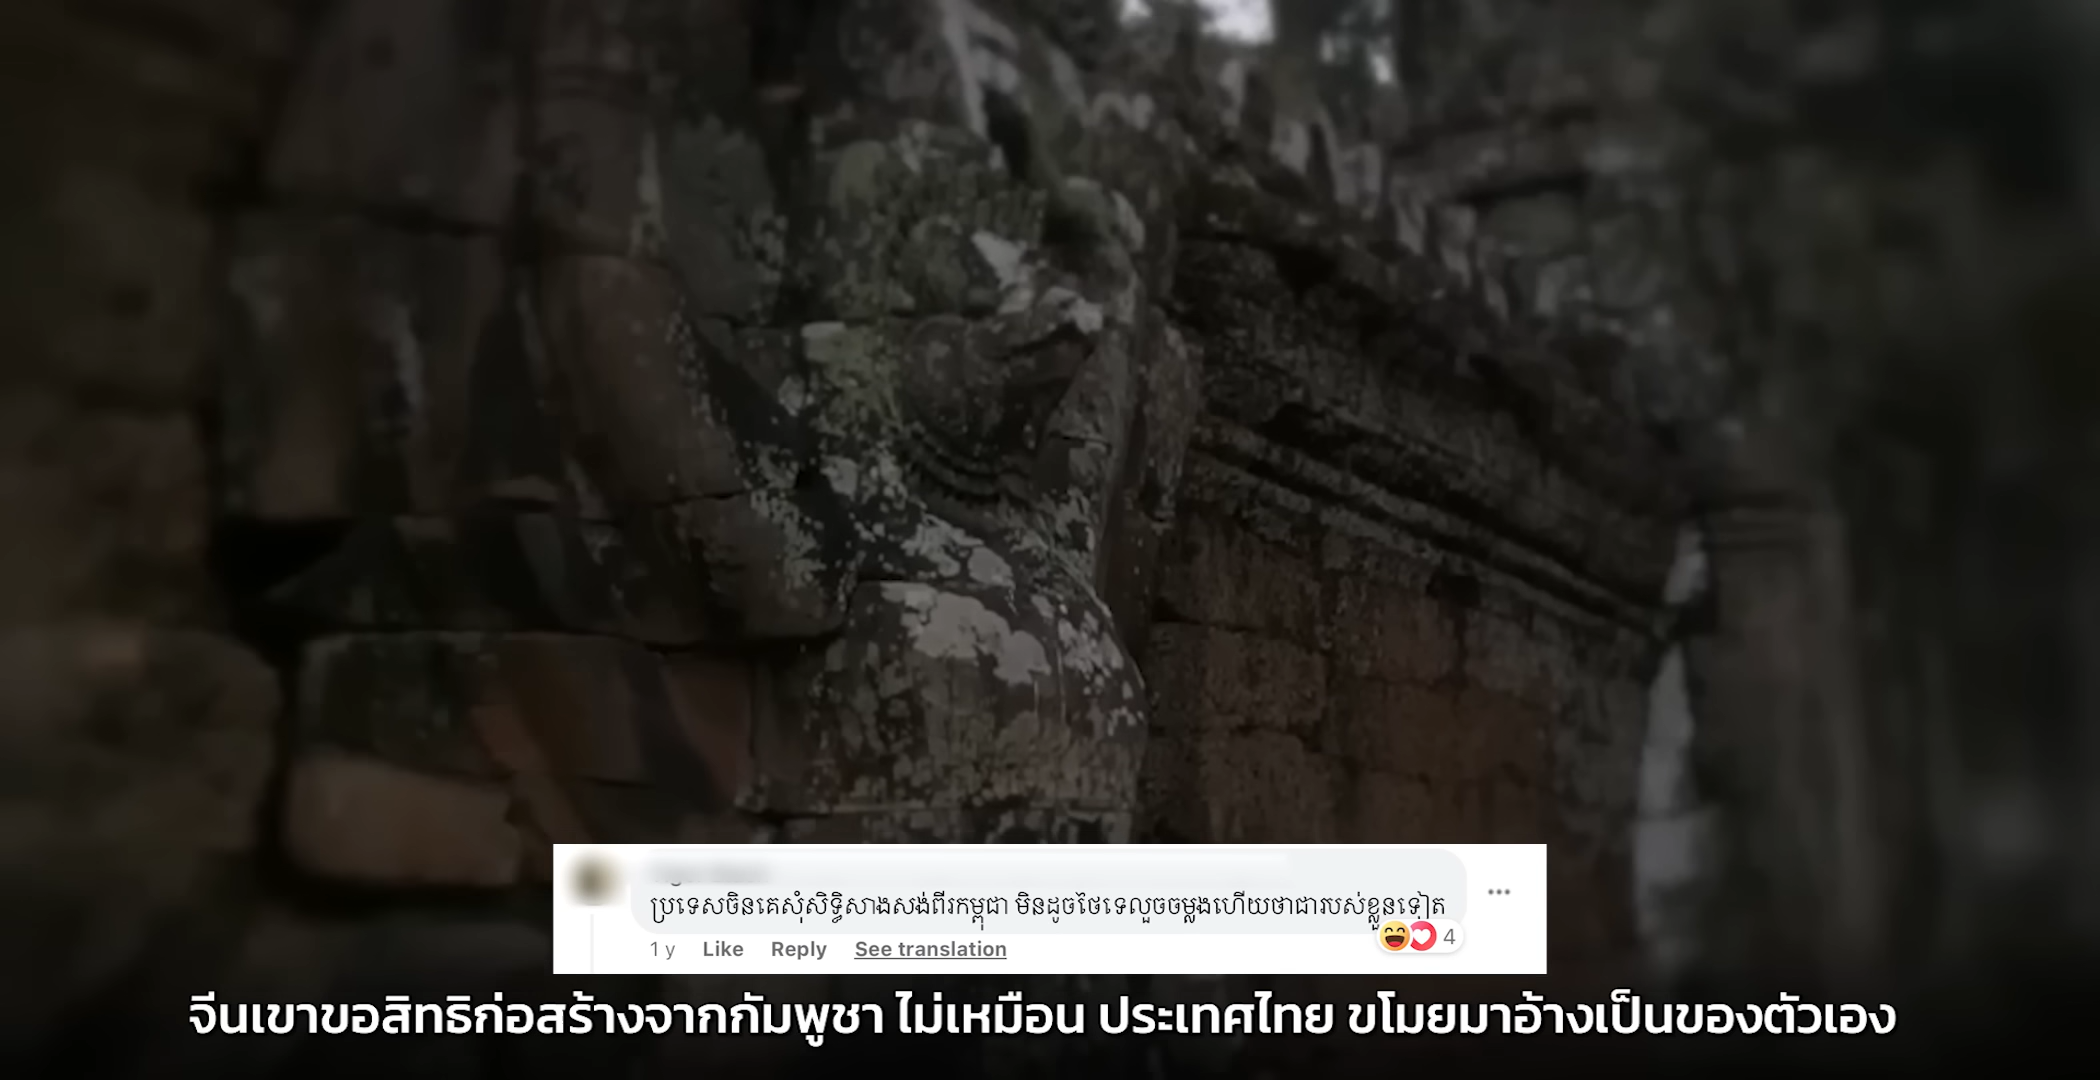 ប្រទេសចិនគេសុំសិទ្ធិសាងសង់ពីរកម្ពុជា មិនដូចថៃទេលួចចម្លងហើយថាជារបស់ខ្លួនទៀត
1 y Like Reply See translation 4
จีนเขาขอสิทธิก่อสร้างจากกัมพูชา ไม่เหมือน ประเทศไทย ขโมยมาอ้างเป็นของตัวเอง